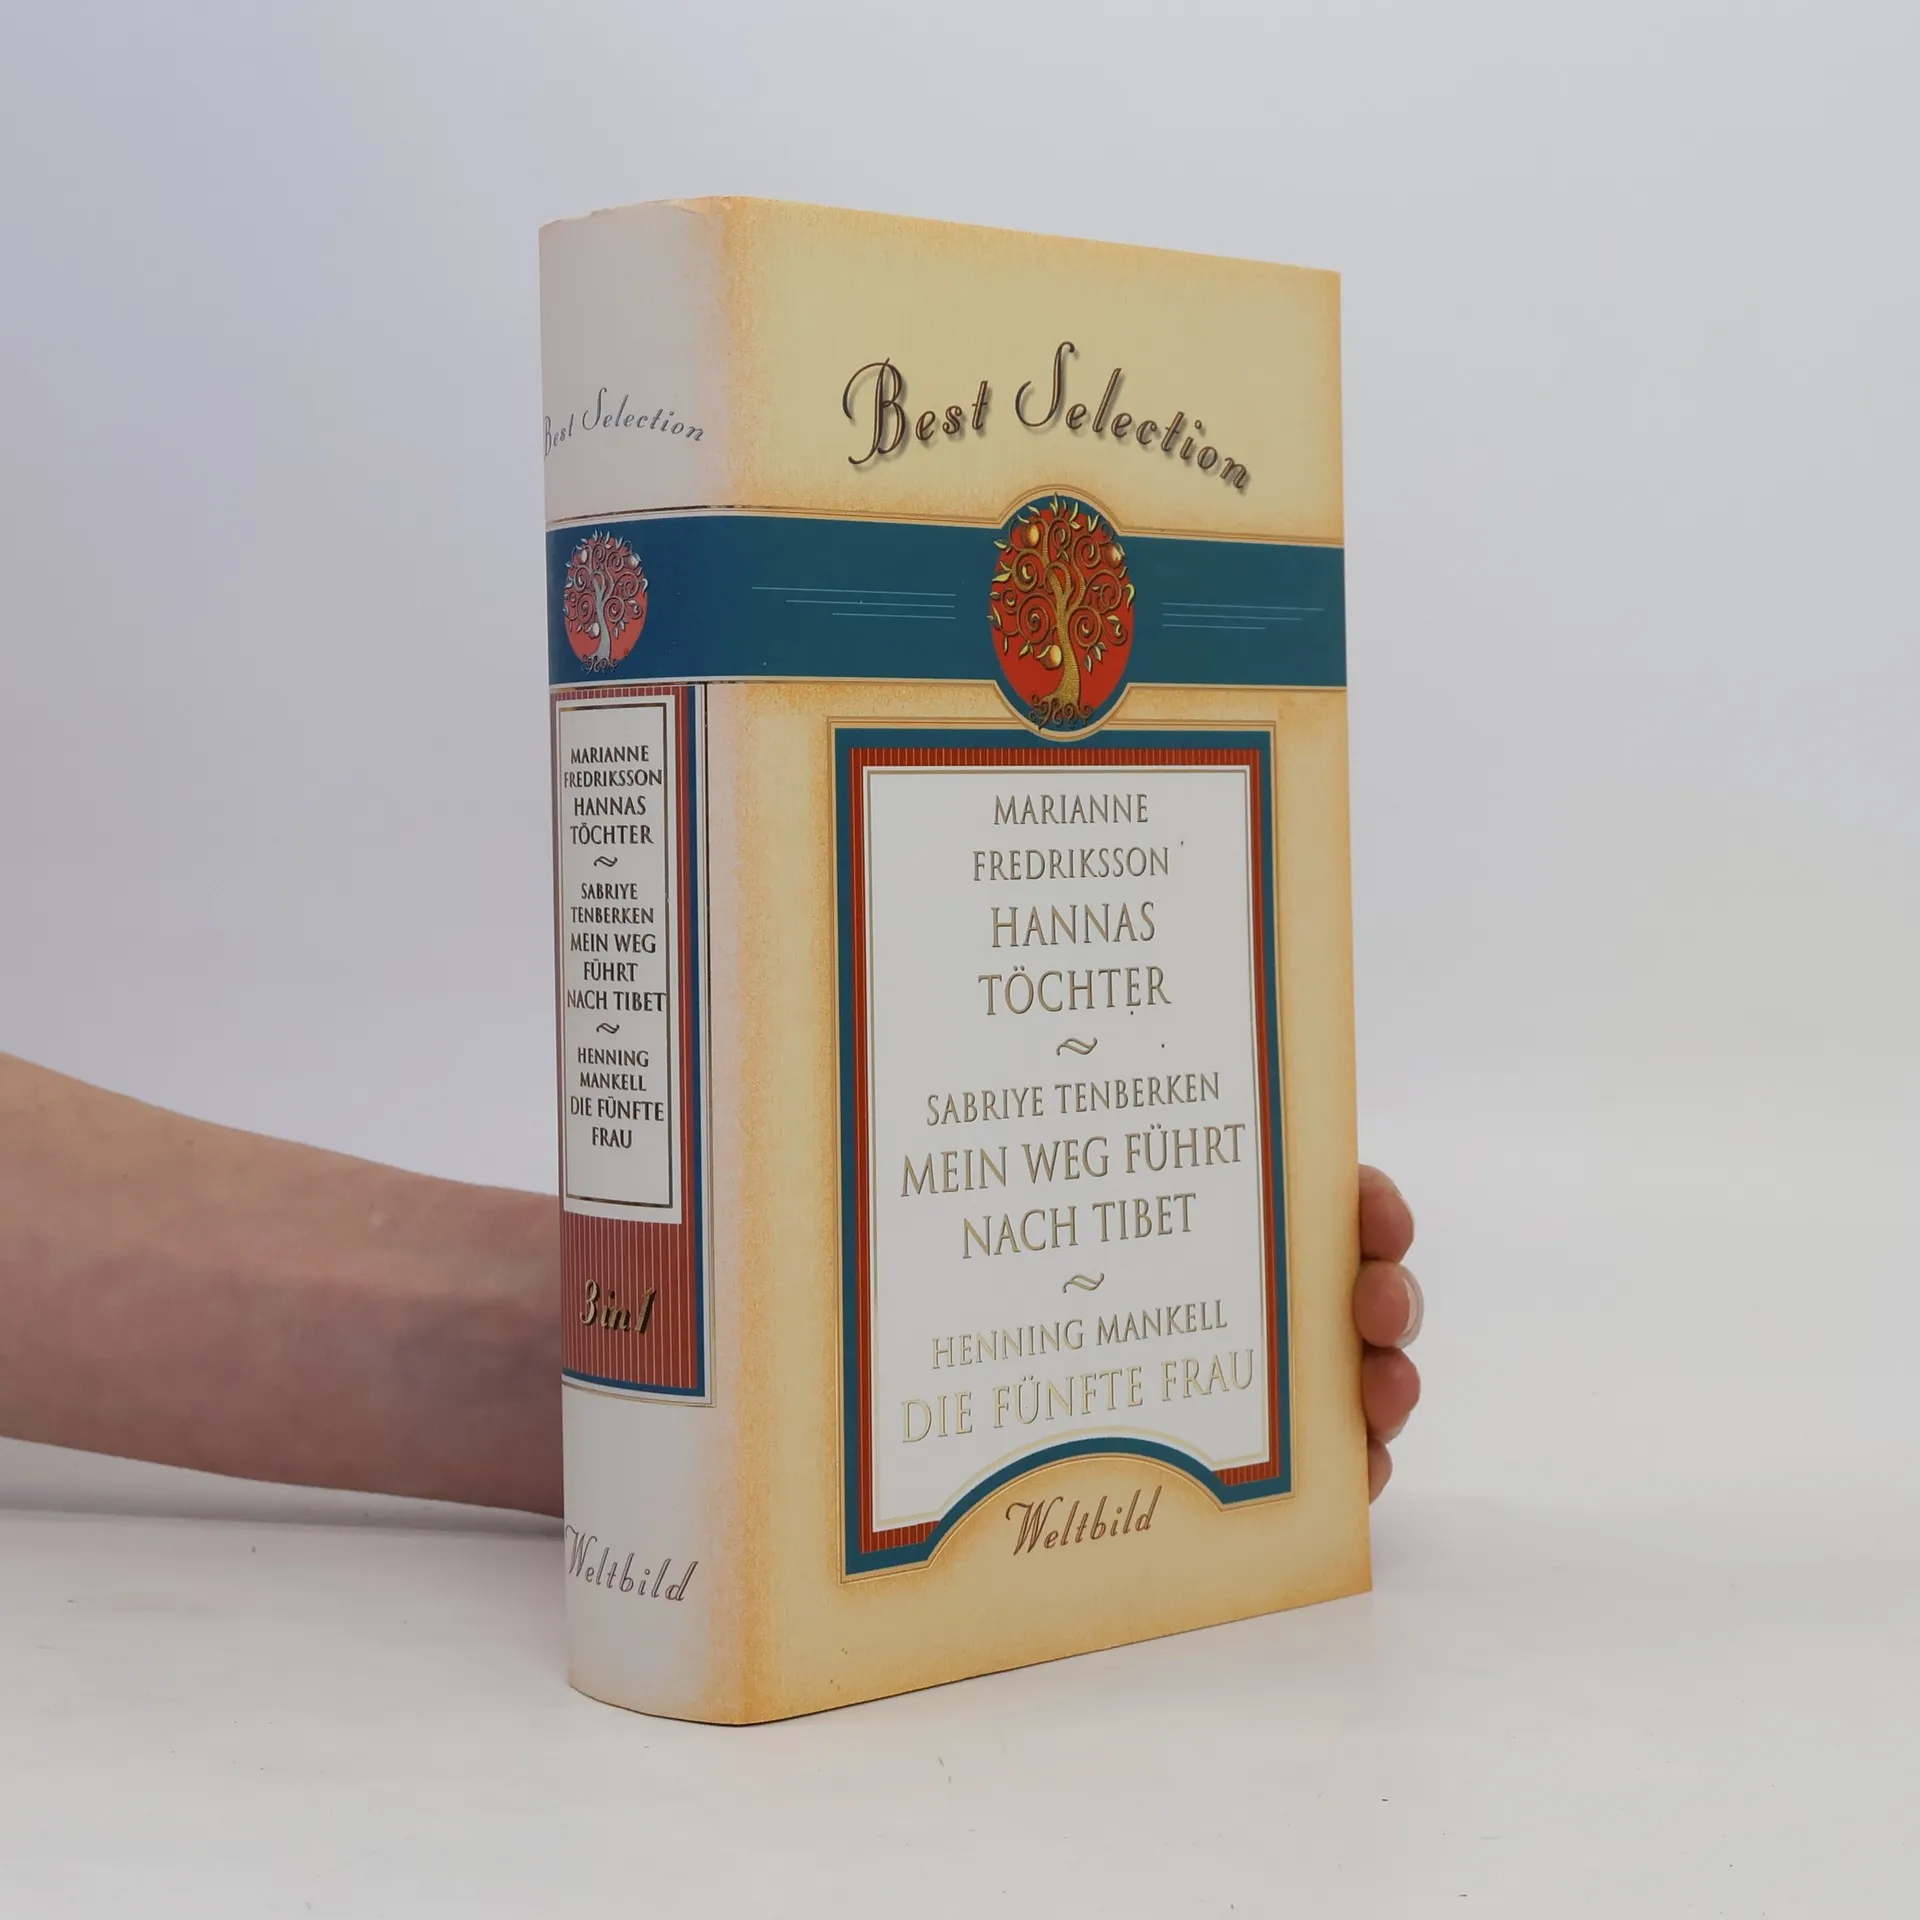 Best Selection
MARIANNE
FREDRIKSSON
HANNAS
TÖCHTER
SABRIYE
TENBERKEN
MEIN WEG
FÜHRT
NACH TIBET
HENNING
MANKELL
DIE FÜNFTE
FRAU
3 in 1
Weltbild
Best Selection
MARIANNE
FREDRIKSSON
HANNAS
TÖCHTER
SABRIYE TENBERKEN
MEIN WEG FÜHRT
NACH TIBET
HENNING MANKELL
DIE FÜNFTE FRAU
Weltbild